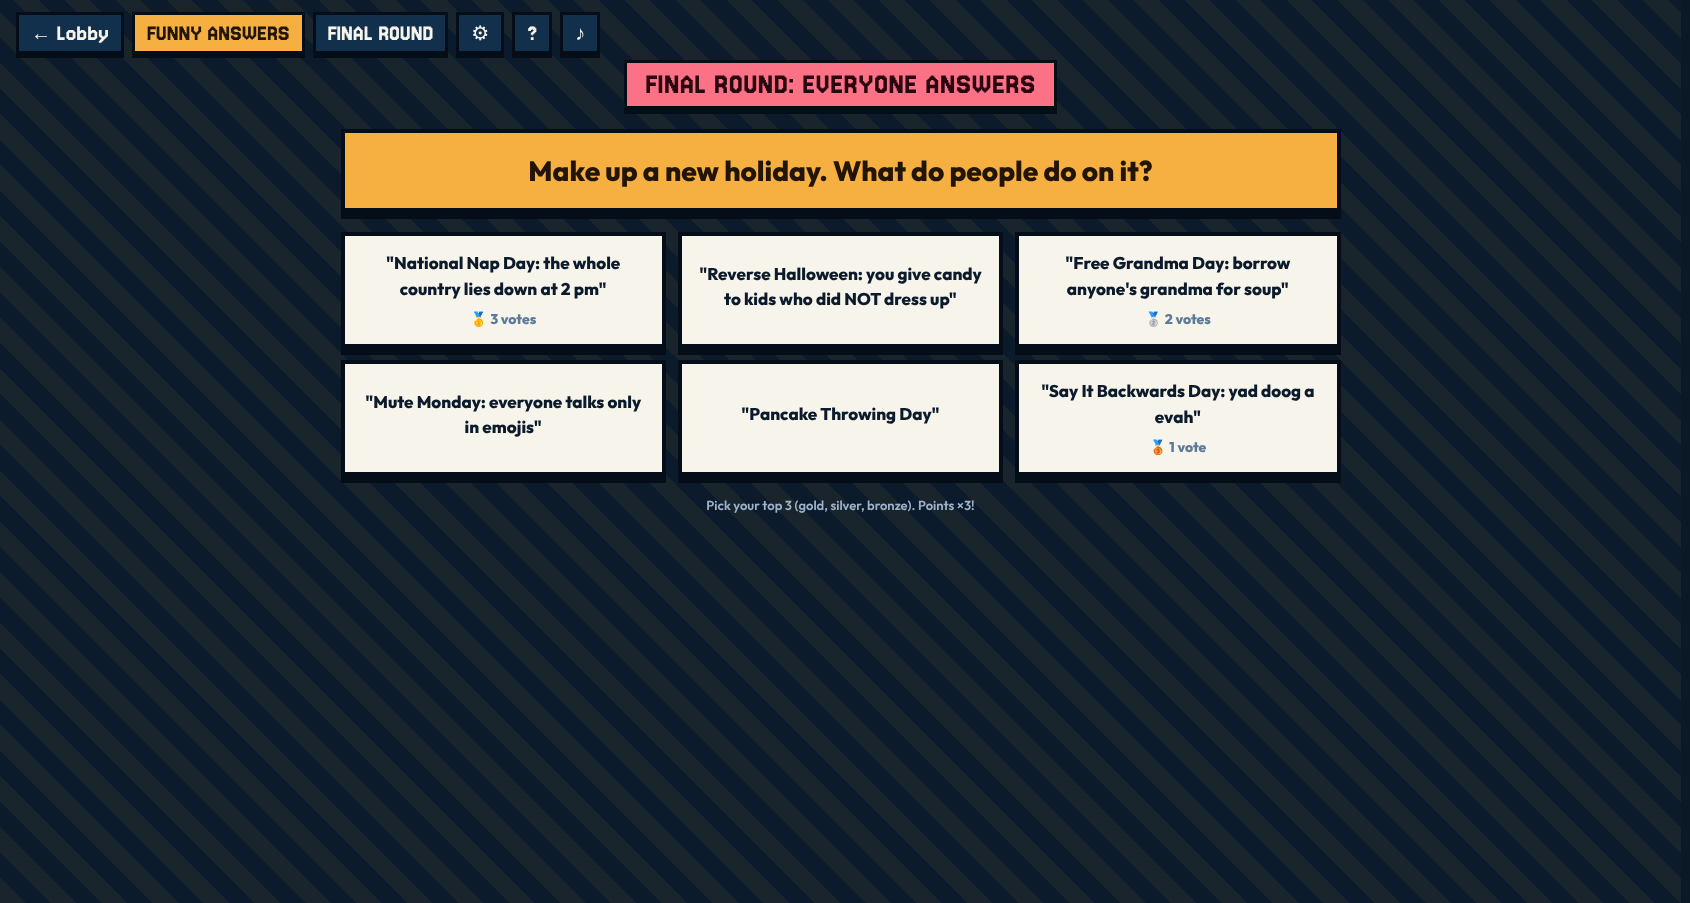 ← Lobby
FUNNY ANSWERS
FINAL ROUND
⚙
?
♪
FINAL ROUND: EVERYONE ANSWERS
Make up a new holiday. What do people do on it?
"National Nap Day: the whole
country lies down at 2 pm"
🥇 3 votes
"Reverse Halloween: you give candy
to kids who did NOT dress up"
"Free Grandma Day: borrow
anyone's grandma for soup"
🥈 2 votes
"Mute Monday: everyone talks only
in emojis"
"Pancake Throwing Day"
"Say It Backwards Day: yad doog a
evah"
🥉 1 vote
Pick your top 3 (gold, silver, bronze). Points ×3!